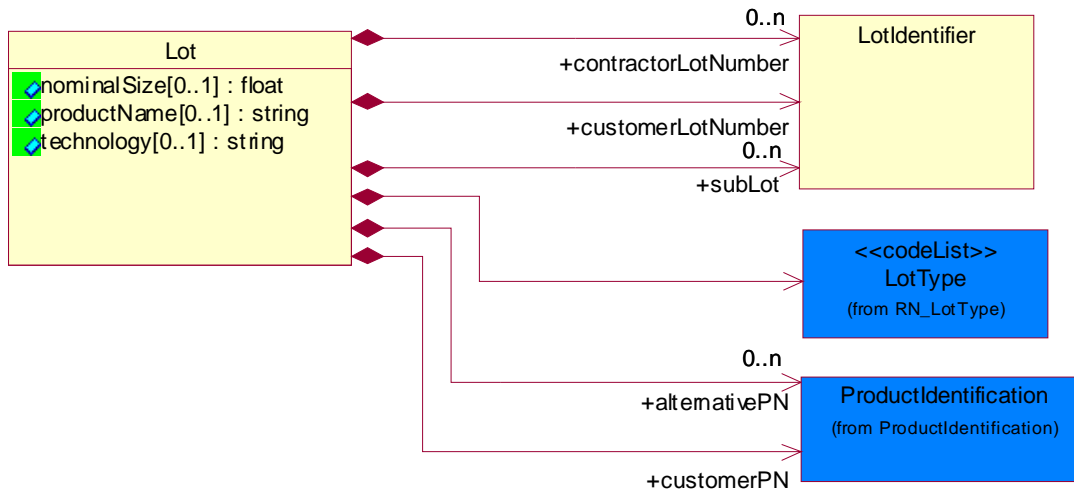 Lot
nominalSize[0..1] : float
productName[0..1] : string
technology[0..1] : string
0..n
+contractorLotNumber
+customerLotNumber
0..n
+subLot
LotIdentifier
<<codeList>>
LotType
(from RN_LotType)
0..n
+alternativePN
+customerPN
ProductIdentification
(from ProductIdentification)